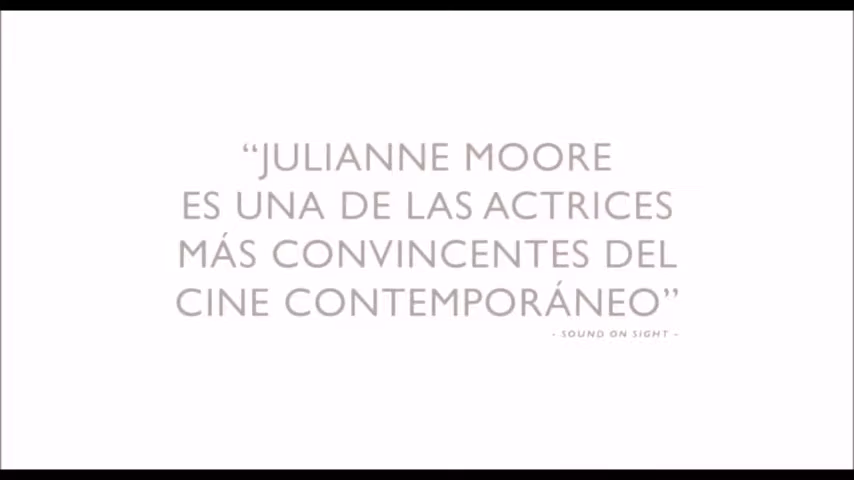 “JULIANNE MOORE
ES UNA DE LAS ACTRICES
MÁS CONVINCENTES DEL
CINE CONTEMPORÁNEO”
- SOUND ON SIGHT -